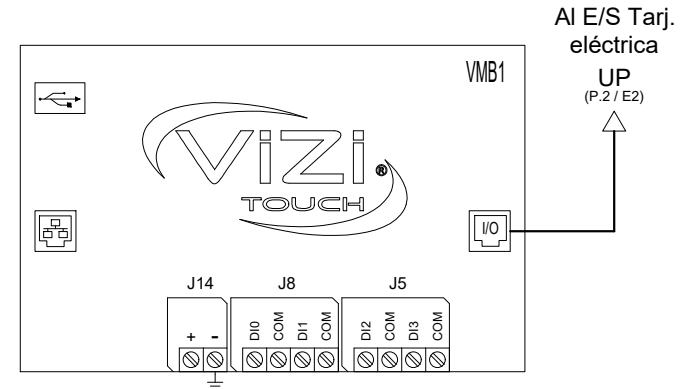 Al E/S Tarj.
eléctrica
UP
(P.2 / E2)
VMB1
ViZi®
TOUCH
I/O
J14
J8
J5
+ -
DI0 COM DI1 COM
DI2 COM DI3 COM